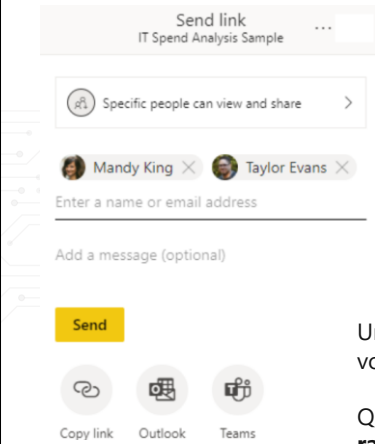 Send link
IT Spend Analysis Sample
...
Specific people can view and share
Mandy King Taylor Evans
Enter a name or email address
Add a message (optional)
Send
Copy link Outlook Teams